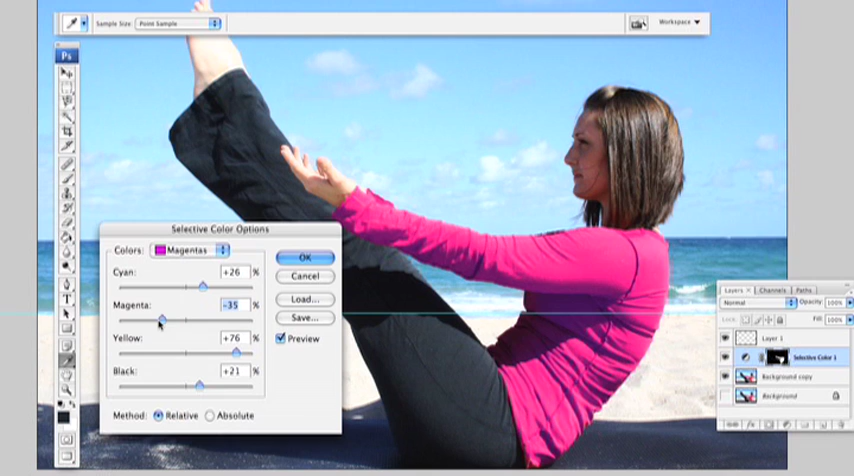 Sample Size: Point Sample
Workspace
Ps
Selective Color Options
Colors: Magentas
Cyan: +26 %
Magenta: -35 %
Yellow: +76 %
Black: +21 %
Method: Relative Absolute
OK
Cancel
Load...
Save...
Preview
Layers Channels Paths
Normal Opacity: 100%
Lock: Fill: 100%
Layer 1
Selective Color 1
Background copy
Background